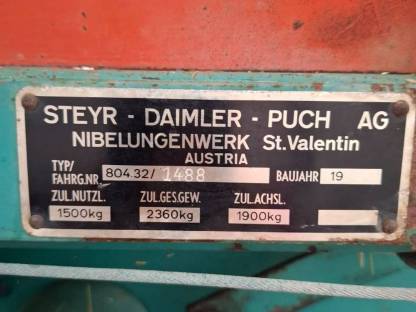 STEYR - DAIMLER - PUCH AG
NIBELUNGENWERK St.Valentin
AUSTRIA
TYP/
FAHRG.NR. 804.32/ 1488 BAUJAHR 19
ZUL.NUTZL. ZUL.GES.GEW. ZUL.ACHSL.
1500kg 2360kg 1900kg